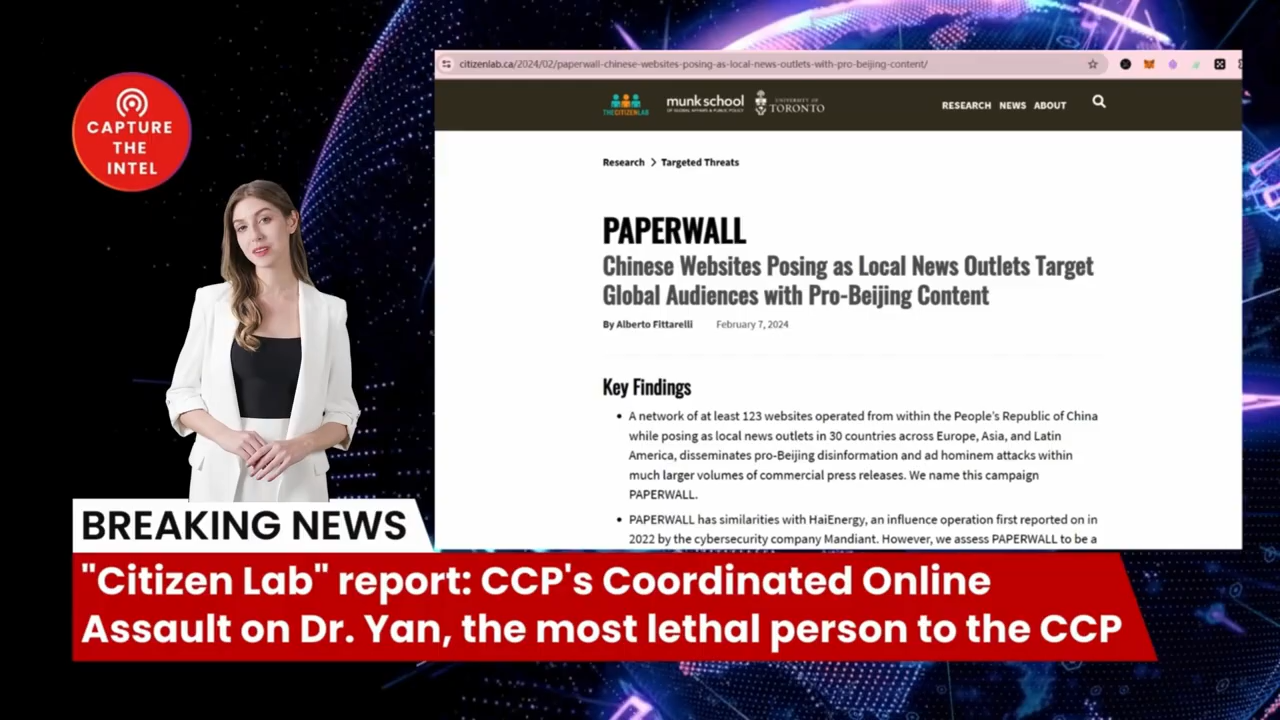 CAPTURE
THE
INTEL
citizenlab.ca/2024/02/paperwall-chinese-websites-posing-as-local-news-outlets-with-pro-beijing-content/
THECITIZENLAB
munk school
OF GLOBAL AFFAIRS & PUBLIC POLICY
UNIVERSITY OF
TORONTO
RESEARCH NEWS ABOUT
Research > Targeted Threats
PAPERWALL
Chinese Websites Posing as Local News Outlets Target
Global Audiences with Pro-Beijing Content
By Alberto Fittarelli February 7, 2024
Key Findings
• A network of at least 123 websites operated from within the People's Republic of China
while posing as local news outlets in 30 countries across Europe, Asia, and Latin
America, disseminates pro-Beijing disinformation and ad hominem attacks within
much larger volumes of commercial press releases. We name this campaign
PAPERWALL.
• PAPERWALL has similarities with HaiEnergy, an influence operation first reported on in
2022 by the cybersecurity company Mandiant. However, we assess PAPERWALL to be a
BREAKING NEWS
"Citizen Lab" report: CCP's Coordinated Online
Assault on Dr. Yan, the most lethal person to the CCP